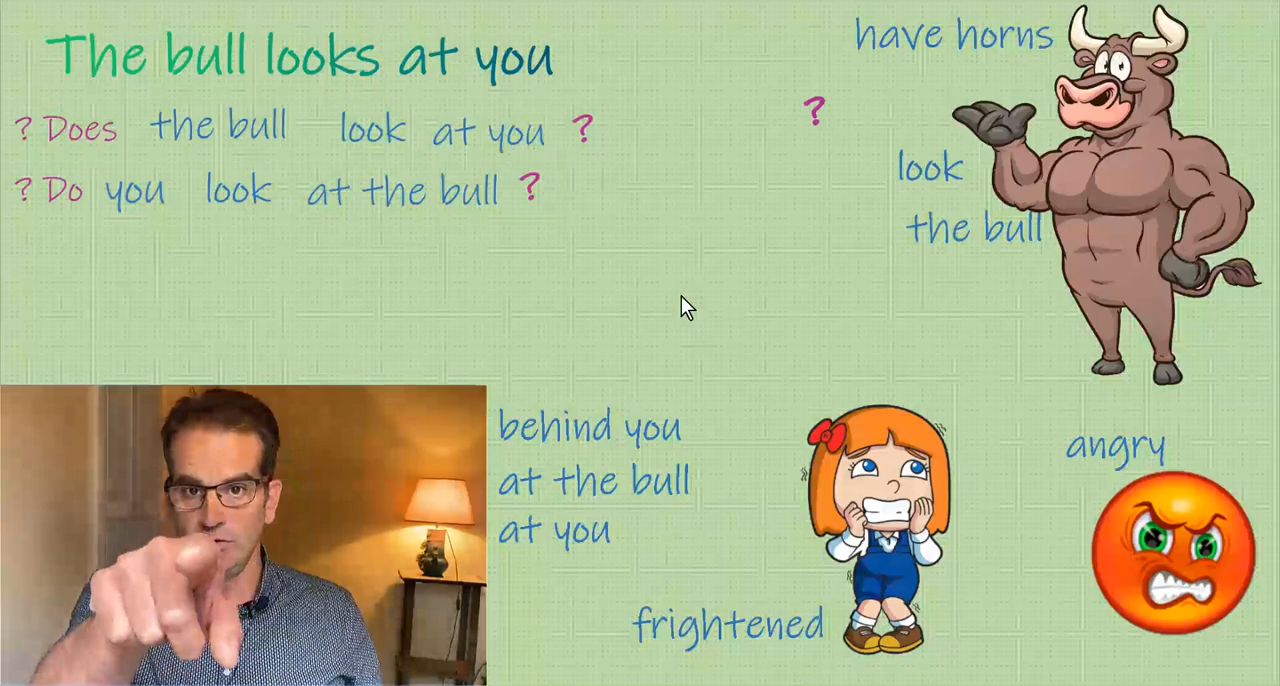 The bull looks at you
? Does the bull look at you ?
? Do you look at the bull ?
?
have horns
look
the bull
behind you
at the bull
at you
frightened
angry